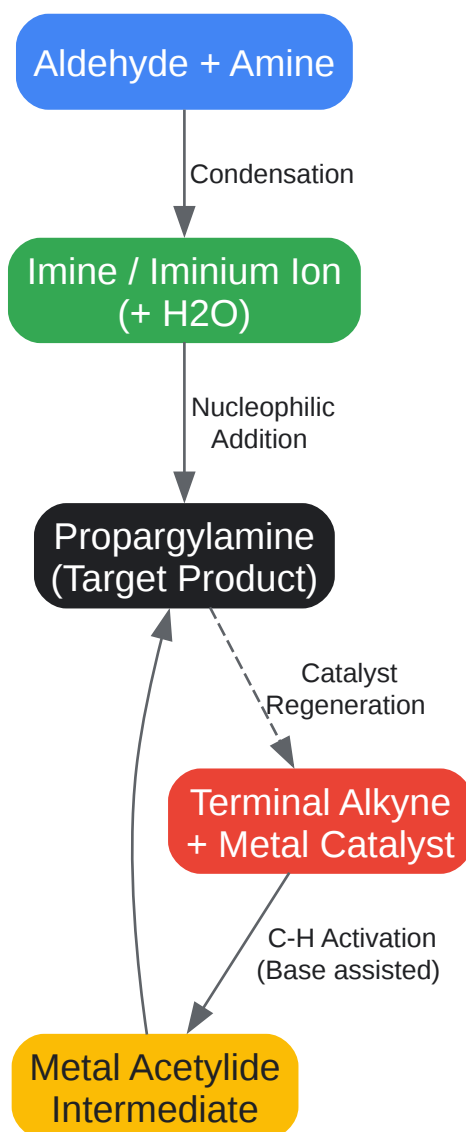 Aldehyde + Amine
Condensation
Imine / Iminium Ion
(+ H2O)
Nucleophilic
Addition
Propargylamine
(Target Product)
Catalyst
Regeneration
Terminal Alkyne
+ Metal Catalyst
C-H Activation
(Base assisted)
Metal Acetylide
Intermediate